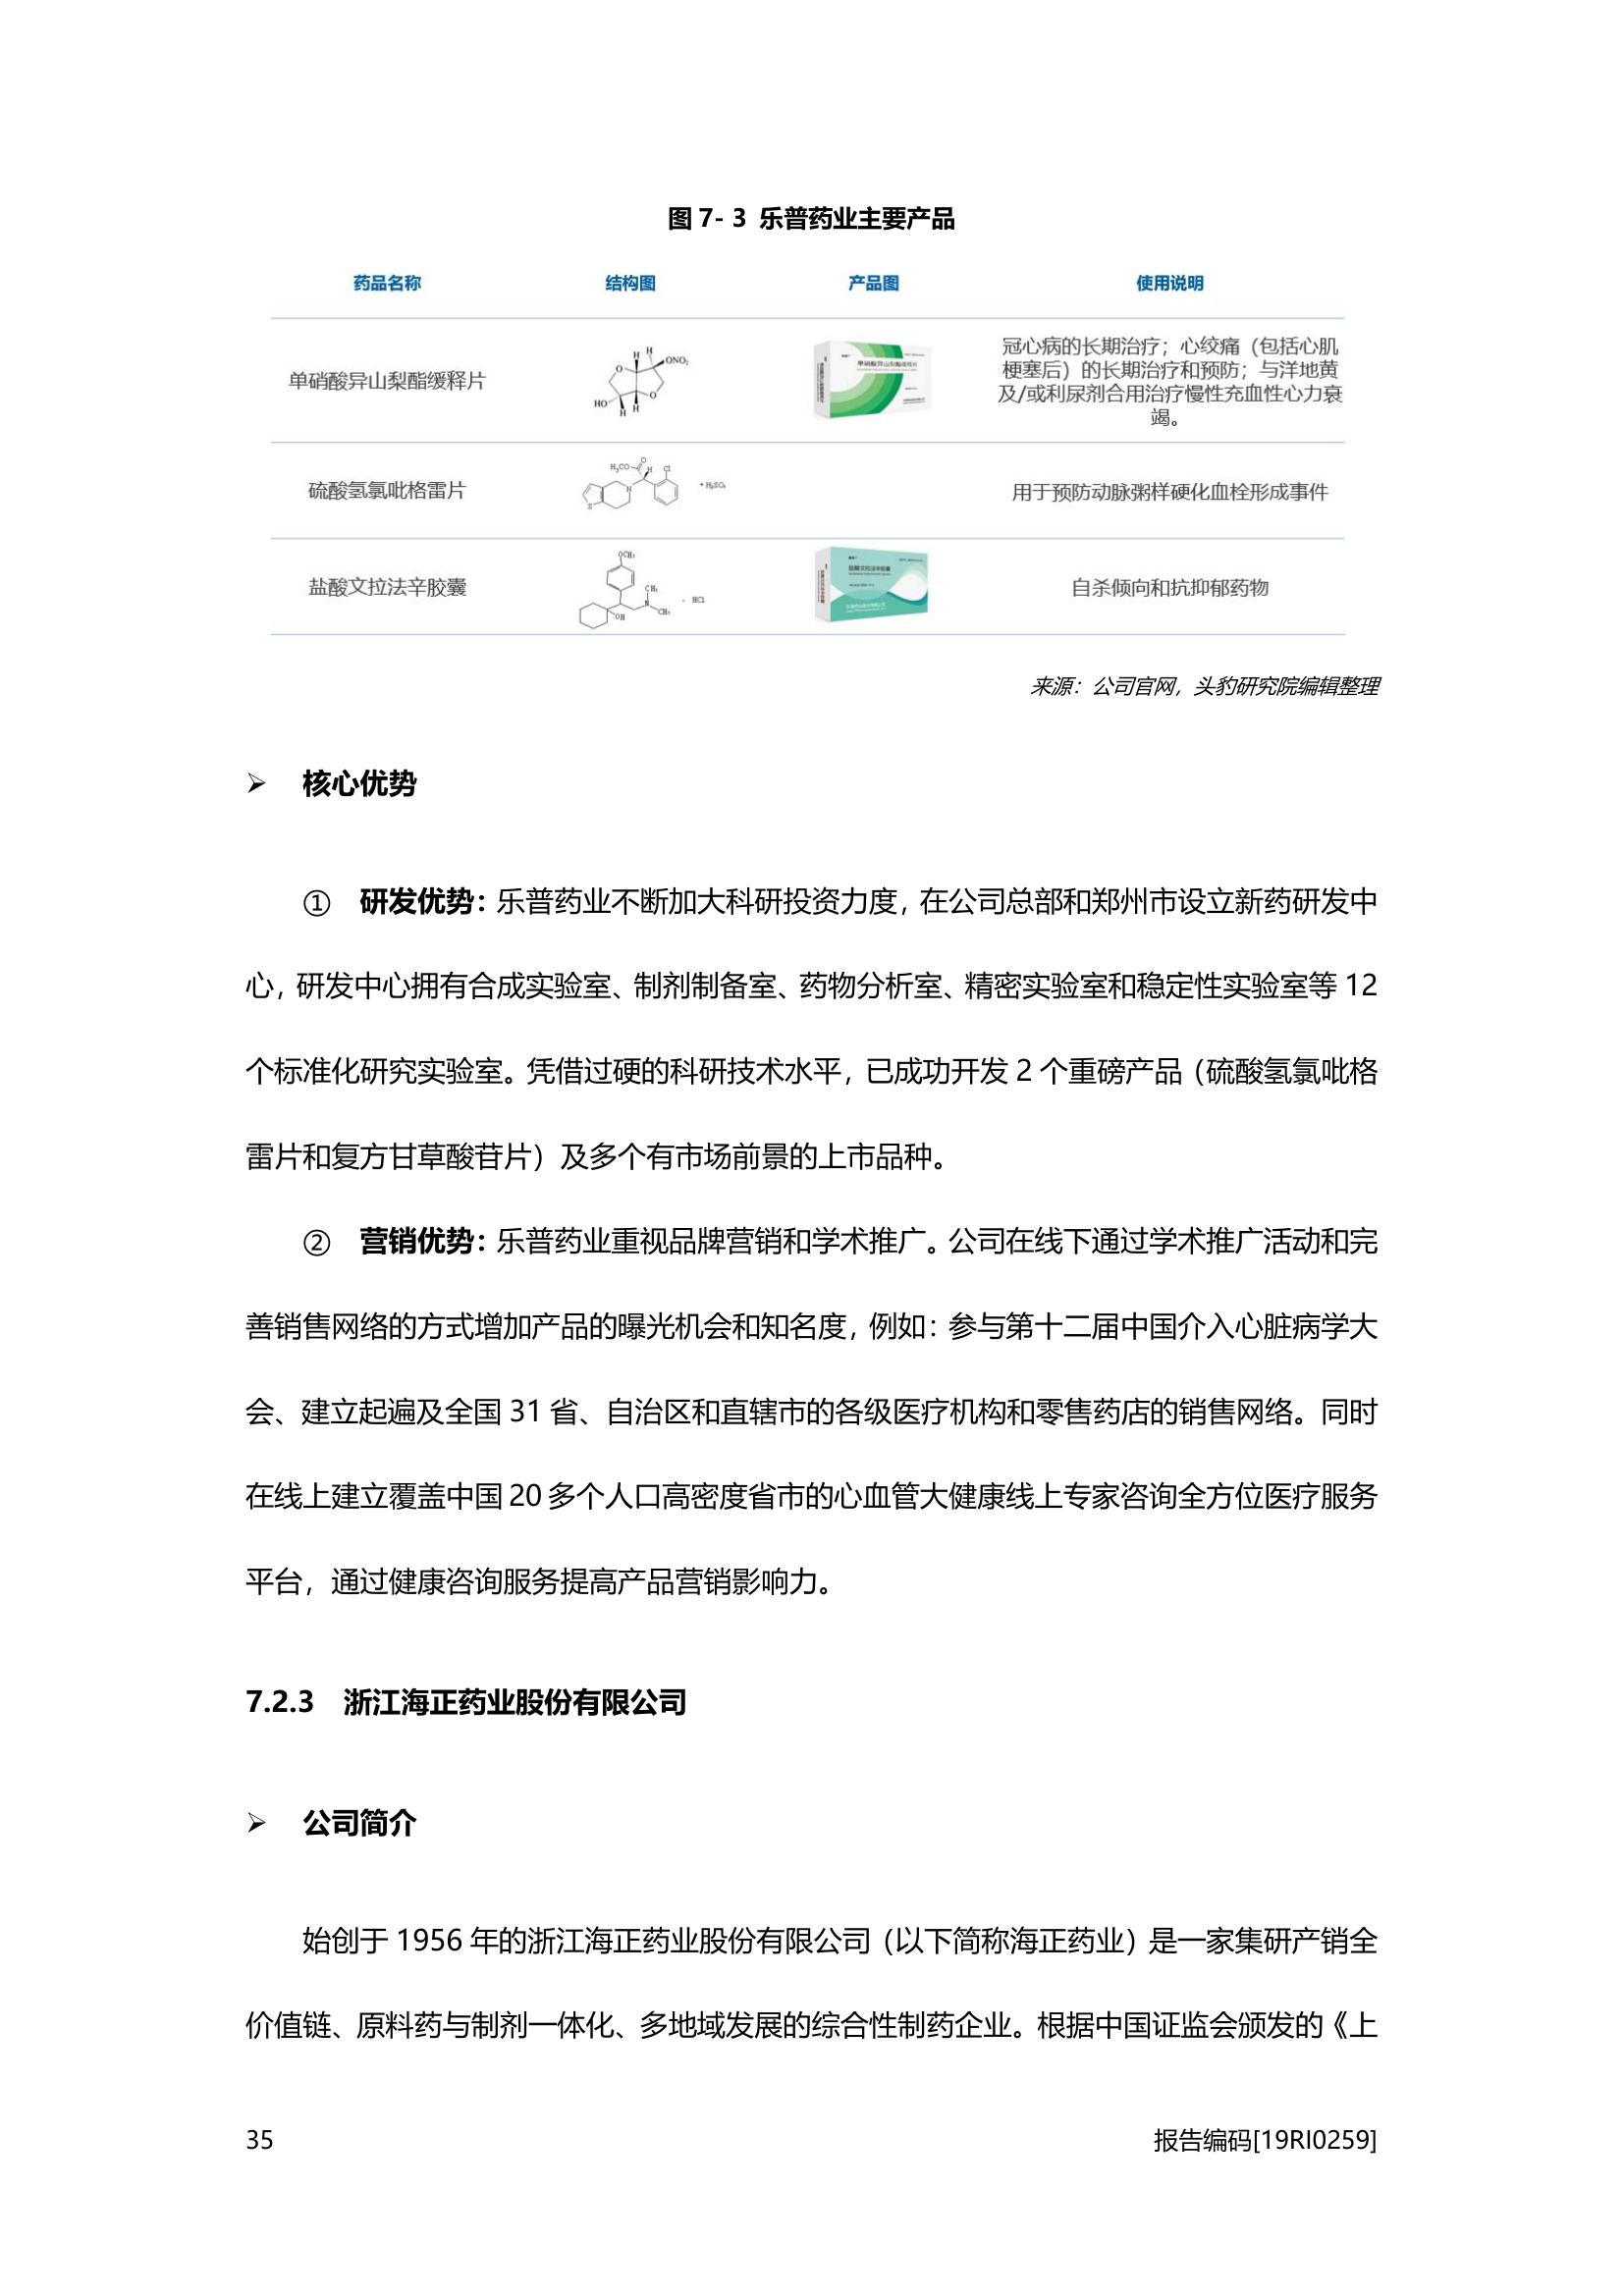 图 7- 3 乐普药业主要产品
药品名称 结构图 产品图 使用说明
单硝酸异山梨酯缓释片
H H ONO₂ O O HO H H
单硝酸异山梨酯缓释片
冠心病的长期治疗；心绞痛（包括心肌
梗塞后）的长期治疗和预防；与洋地黄
及/或利尿剂合用治疗慢性充血性心力衰
竭。
硫酸氢氯吡格雷片
H₃CO O H Cl N S • H₂SO₄
用于预防动脉粥样硬化血栓形成事件
盐酸文拉法辛胶囊
OCH₃ CH₃ N CH₃ OH · HCl
盐酸文拉法辛胶囊
自杀倾向和抗抑郁药物
来源：公司官网，头豹研究院编辑整理
➢ 核心优势
① 研发优势：乐普药业不断加大科研投资力度，在公司总部和郑州市设立新药研发中
心，研发中心拥有合成实验室、制剂制备室、药物分析室、精密实验室和稳定性实验室等 12
个标准化研究实验室。凭借过硬的科研技术水平，已成功开发 2 个重磅产品（硫酸氢氯吡格
雷片和复方甘草酸苷片）及多个有市场前景的上市品种。
② 营销优势：乐普药业重视品牌营销和学术推广。公司在线下通过学术推广活动和完
善销售网络的方式增加产品的曝光机会和知名度，例如：参与第十二届中国介入心脏病学大
会、建立起遍及全国 31 省、自治区和直辖市的各级医疗机构和零售药店的销售网络。同时
在线上建立覆盖中国 20 多个人口高密度省市的心血管大健康线上专家咨询全方位医疗服务
平台，通过健康咨询服务提高产品营销影响力。
7.2.3 浙江海正药业股份有限公司
➢ 公司简介
始创于 1956 年的浙江海正药业股份有限公司（以下简称海正药业）是一家集研产销全
价值链、原料药与制剂一体化、多地域发展的综合性制药企业。根据中国证监会颁发的《上
35 报告编码[19RI0259]